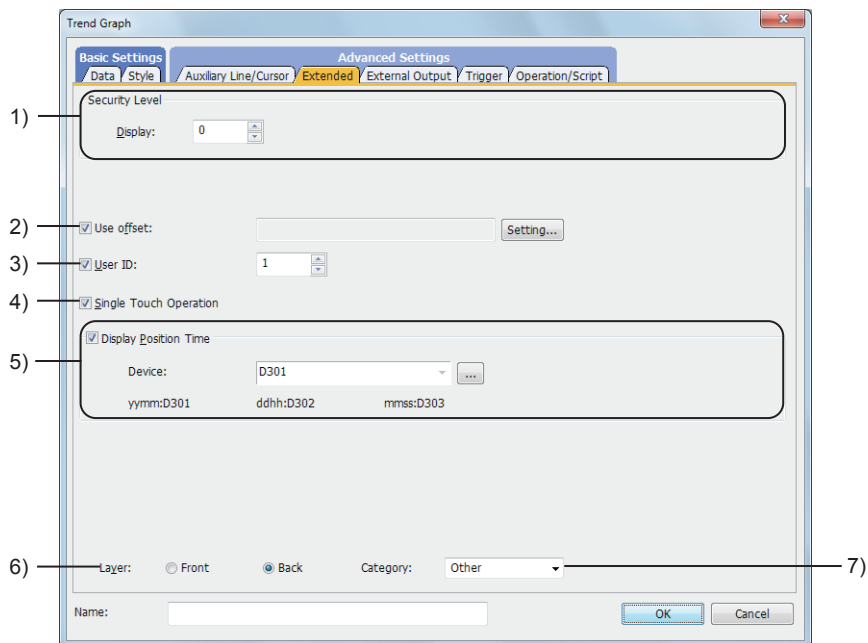 Trend Graph
x
Basic Settings Advanced Settings
Data Style Auxiliary Line/Cursor Extended External Output Trigger Operation/Script
1) Security Level
Display: 0
2) Use offset: Setting...
3) User ID: 1
4) Single Touch Operation
5) Display Position Time
Device: D301 ...
yymm:D301 ddhh:D302 mmss:D303
6) Layer: Front Back Category: Other 7)
Name: OK Cancel